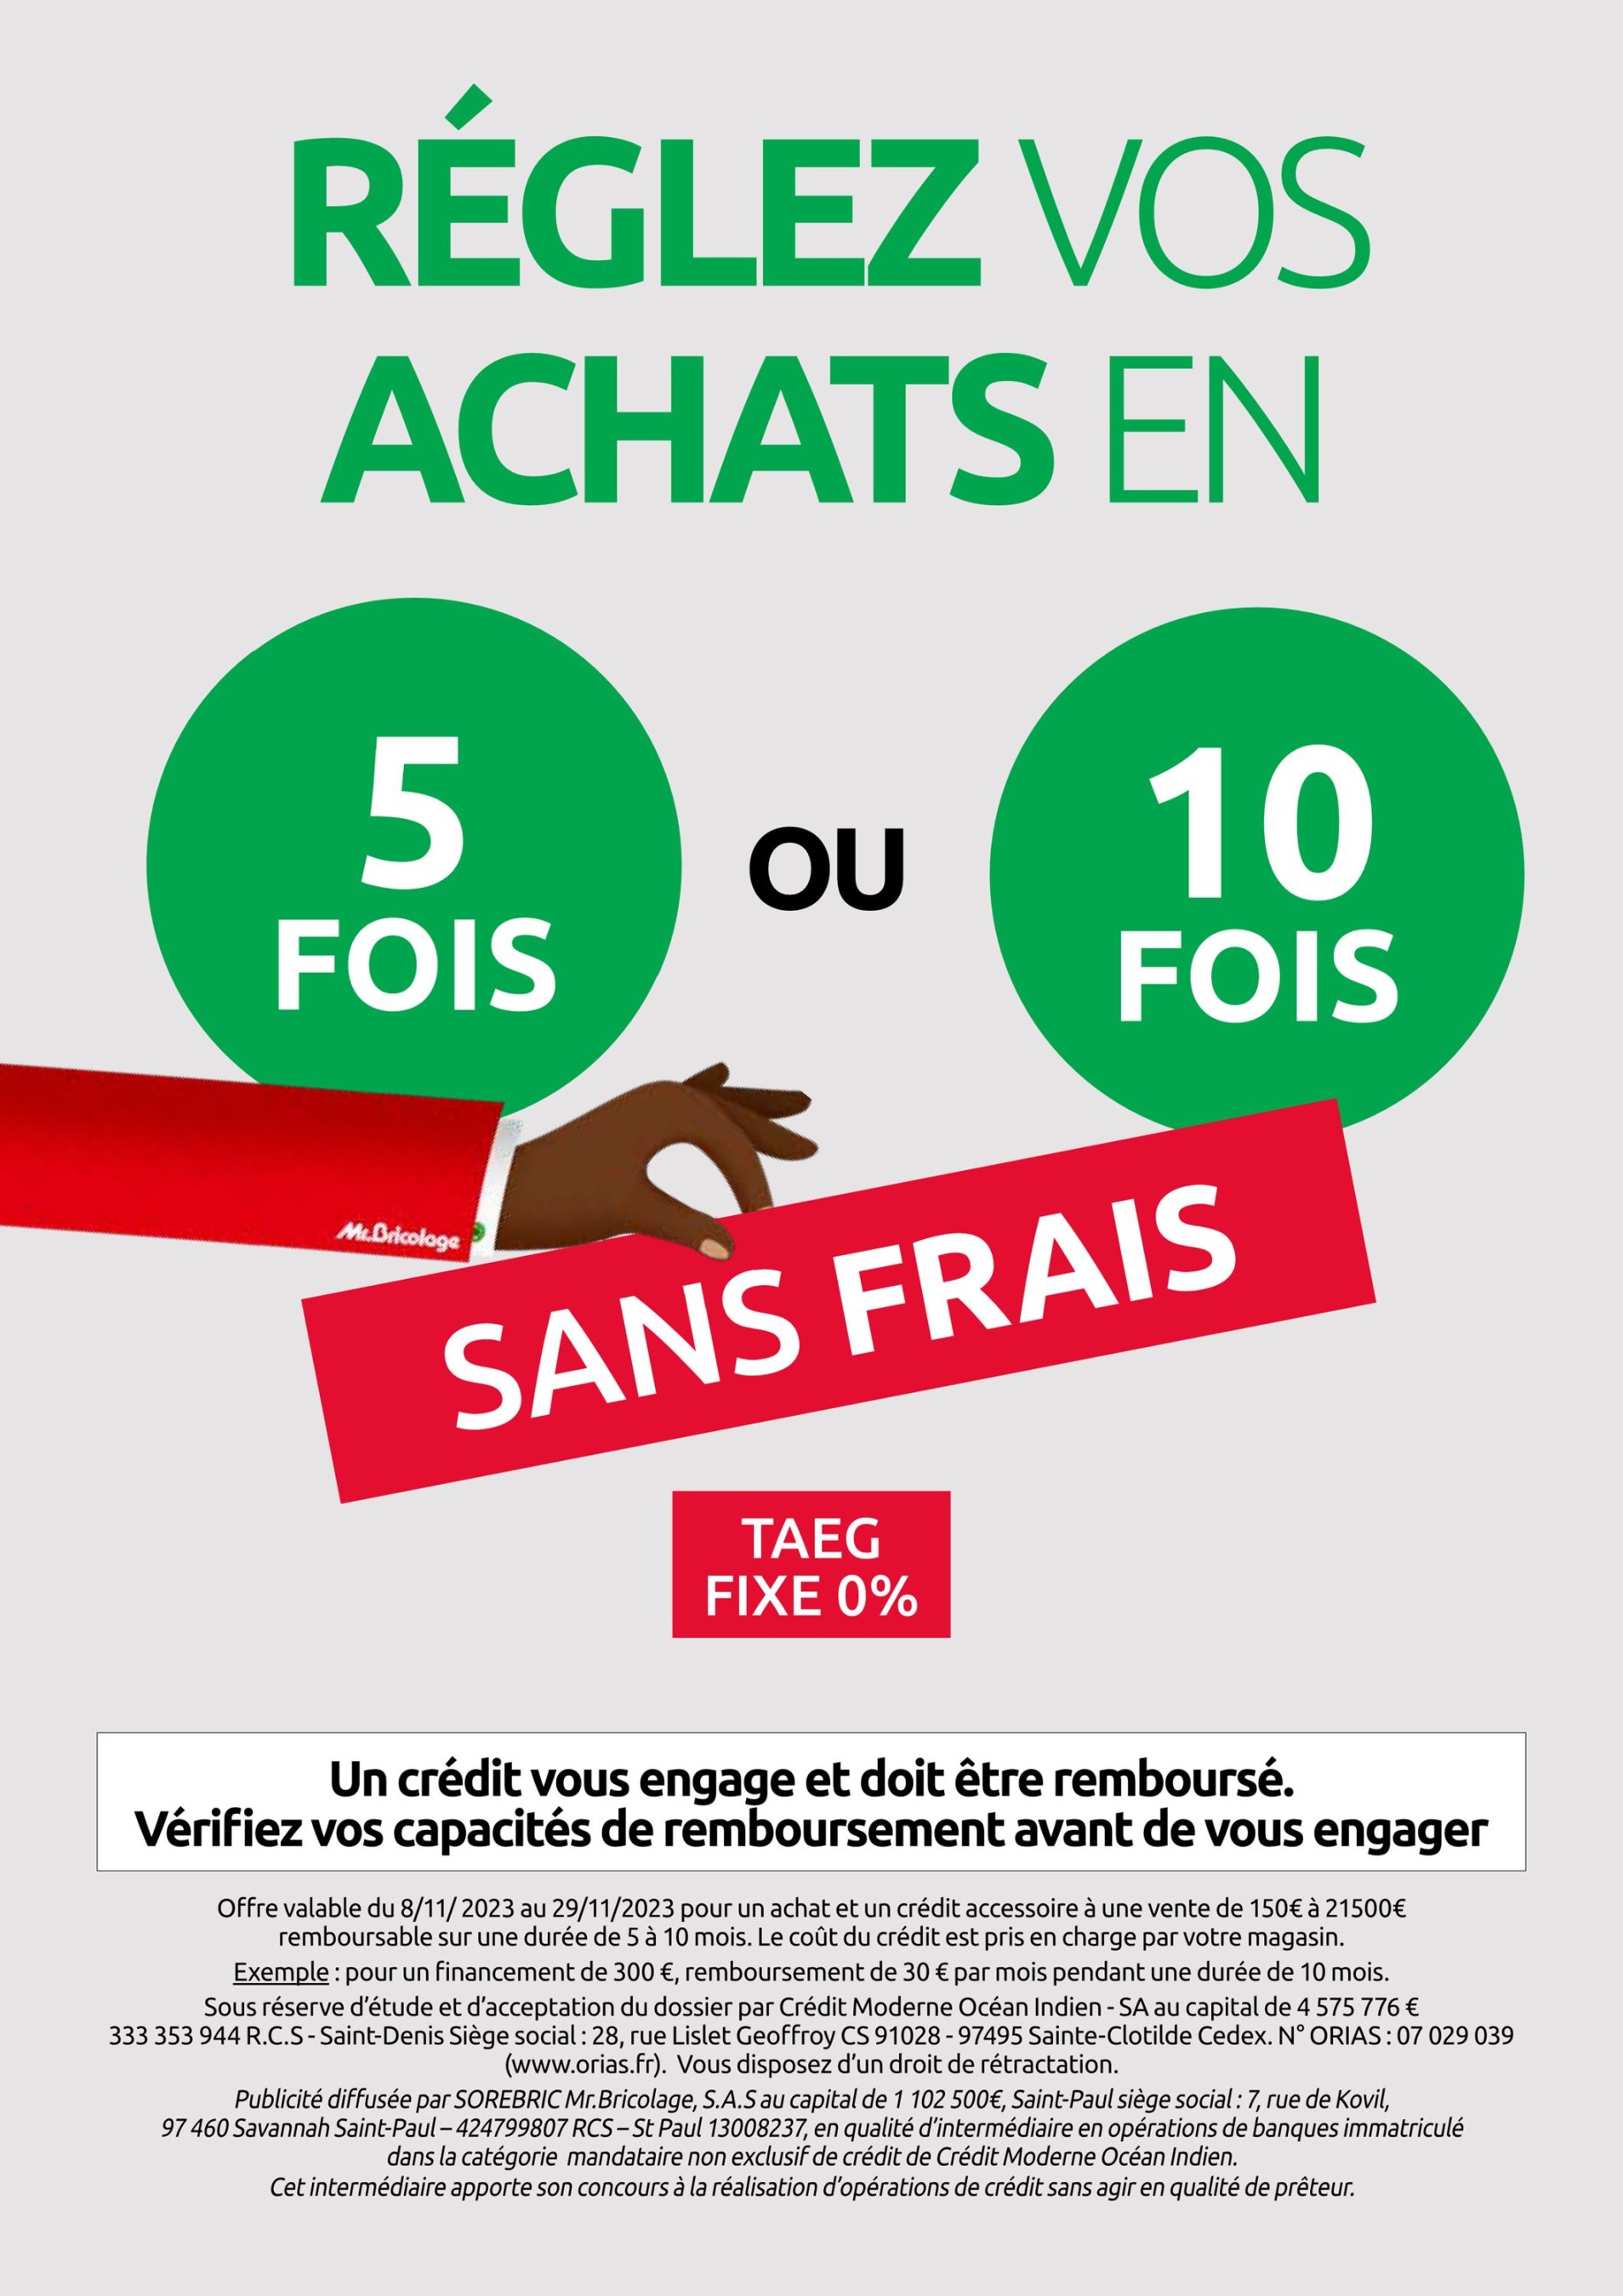 RÉGLEZ VOS
ACHATS EN
5
FOIS
OU
10
FOIS
Mr.Bricolage
SANS FRAIS
TAEG
FIXE 0%
Un crédit vous engage et doit être remboursé.
Vérifiez vos capacités de remboursement avant de vous engager
Offre valable du 8/11/ 2023 au 29/11/2023 pour un achat et un crédit accessoire à une vente de 150€ à 21500€
remboursable sur une durée de 5 à 10 mois. Le coût du crédit est pris en charge par votre magasin.
Exemple : pour un financement de 300 €, remboursement de 30 € par mois pendant une durée de 10 mois.
Sous réserve d’étude et d’acceptation du dossier par Crédit Moderne Océan Indien - SA au capital de 4 575 776 €
333 353 944 R.C.S - Saint-Denis Siège social : 28, rue Lislet Geoffroy CS 91028 - 97495 Sainte-Clotilde Cedex. N° ORIAS : 07 029 039
(www.orias.fr). Vous disposez d’un droit de rétractation.
Publicité diffusée par SOREBRIC Mr.Bricolage, S.A.S au capital de 1 102 500€, Saint-Paul siège social : 7, rue de Kovil,
97 460 Savannah Saint-Paul – 424799807 RCS – St Paul 13008237, en qualité d’intermédiaire en opérations de banques immatriculé
dans la catégorie mandataire non exclusif de crédit de Crédit Moderne Océan Indien.
Cet intermédiaire apporte son concours à la réalisation d’opérations de crédit sans agir en qualité de prêteur.